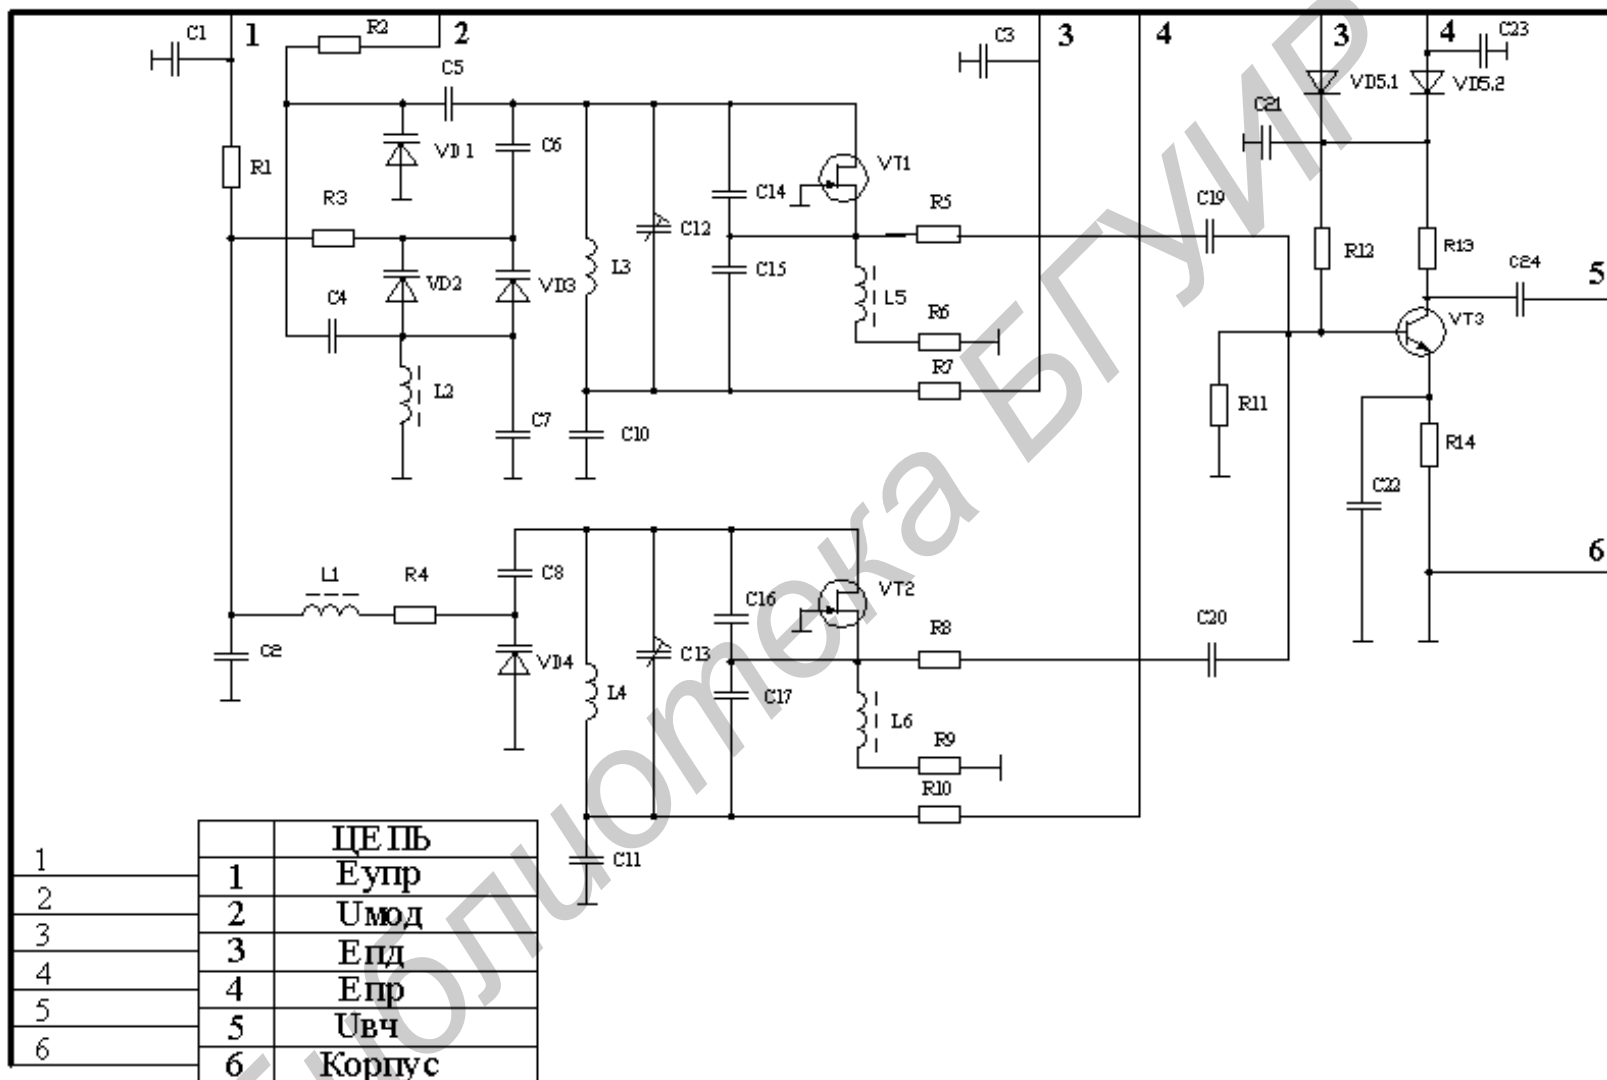 C1
1
R2
2
C3
3
4
3
4
C23
C5
VD5.1
VD5.2
C21
VD1
C6
R1
VT1
C14
R3
R5
C19
C12
R12
R13
C15
L3
C24
5
VD2
VD3
C4
L5
R6
VT3
R7
L2
R11
C7
C10
R14
C22
6
L1
R4
C8
VT2
C16
R8
C20
C2
VD4
C13
L4
C17
L6
R9
R10
C11
ЦЕПЬ
1
1 Eупр
2
2 Uмод
3
3 Eпд
4
4 Eпр
5
5 Uвч
6
6 Корпус
Библиотека БГУИР